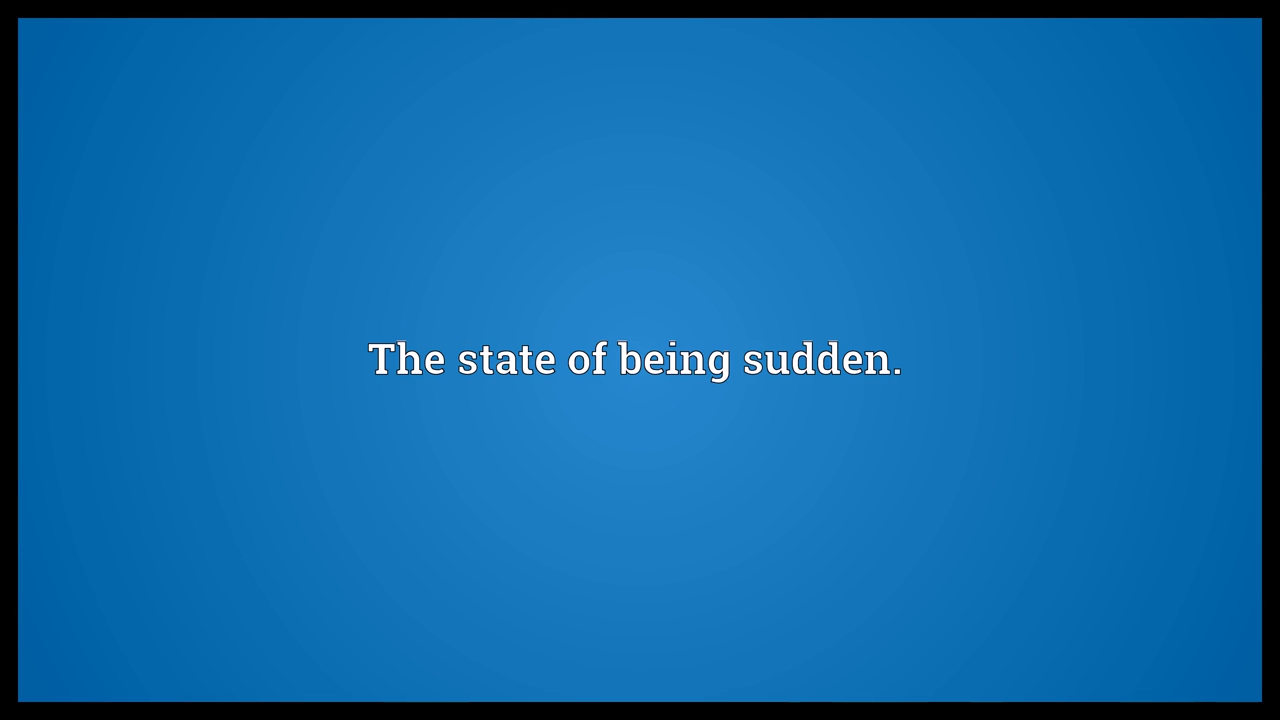 The state of being sudden.